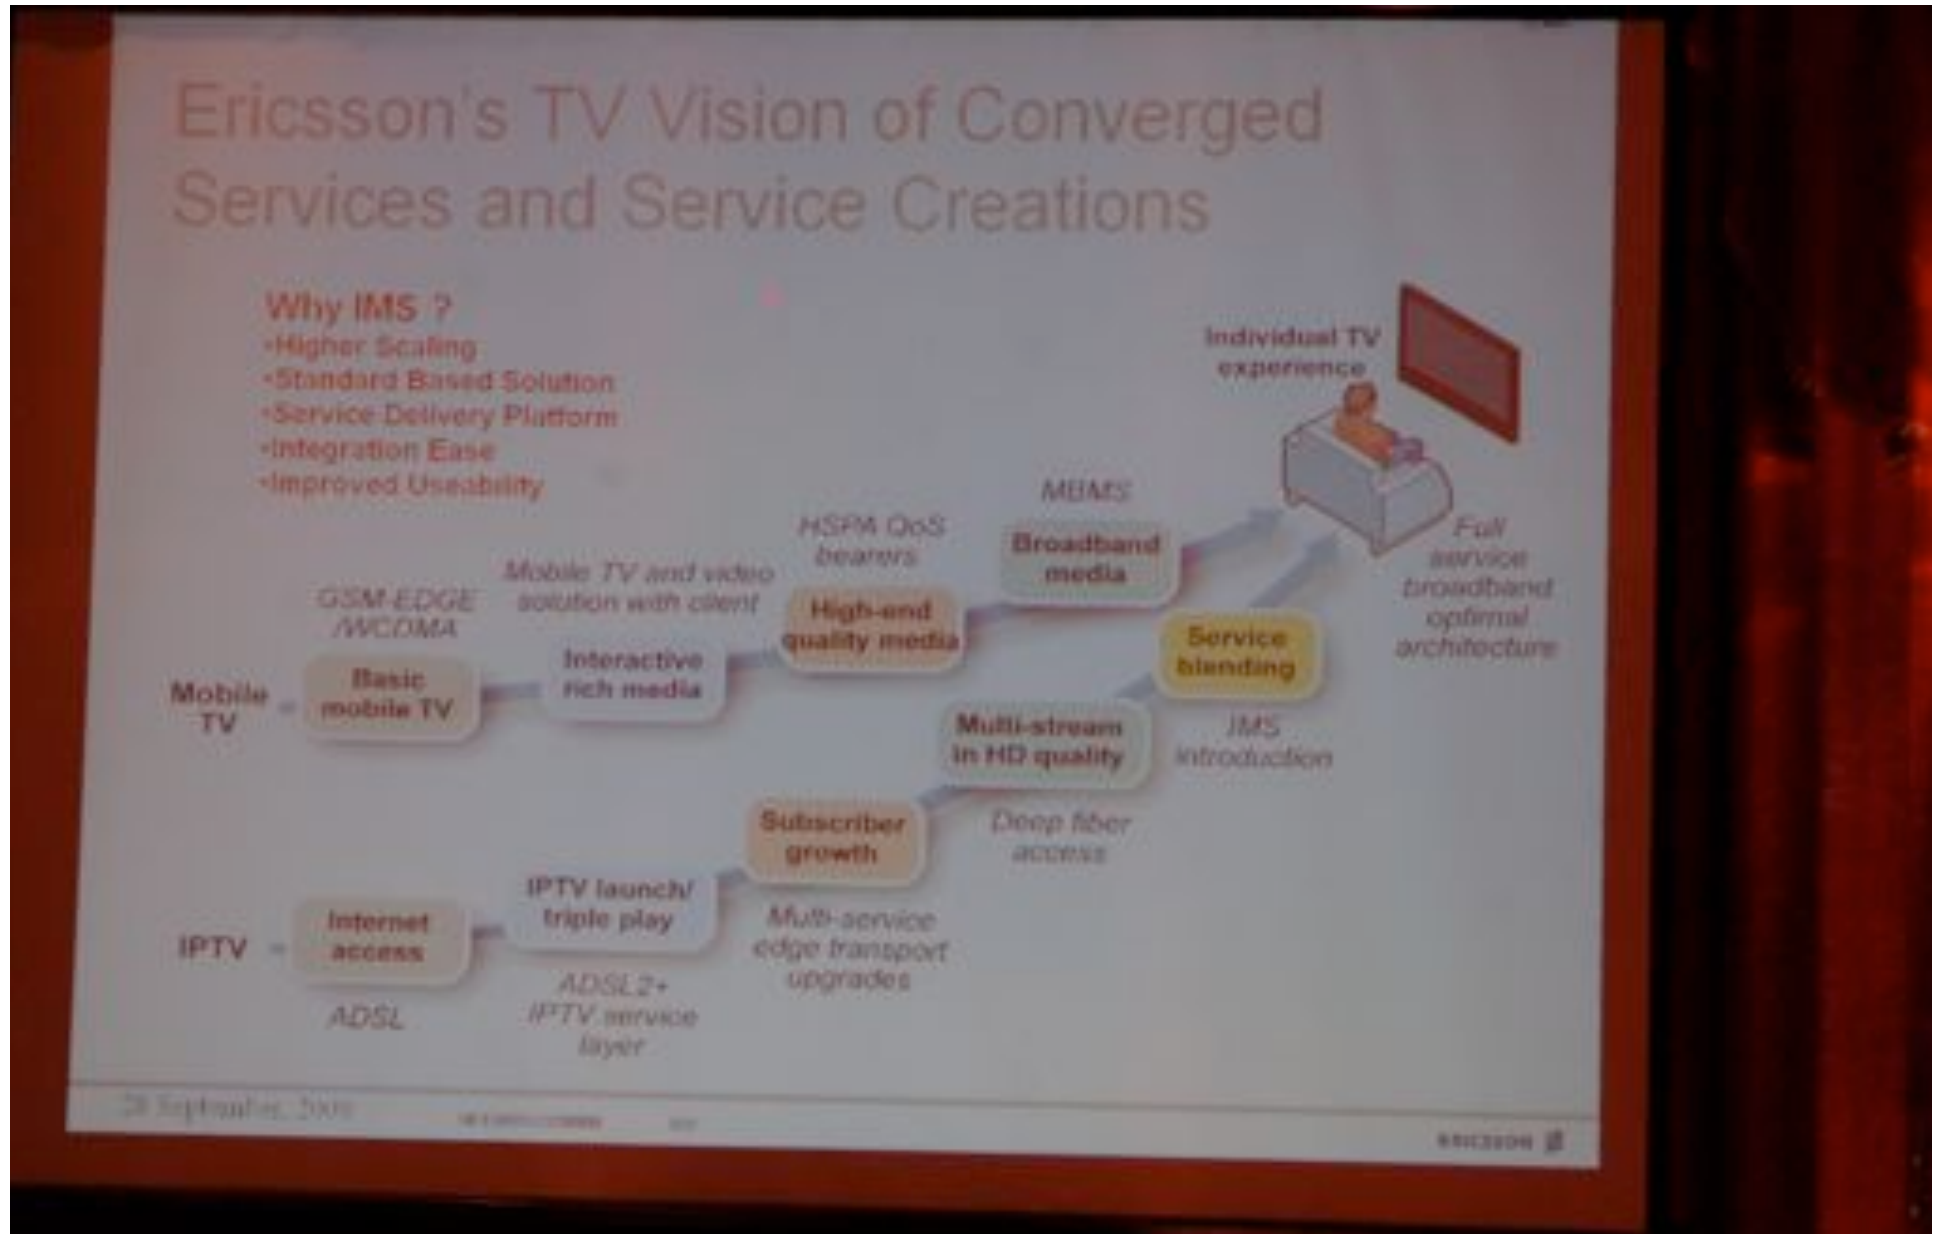 Ericsson's TV Vision of Converged
Services and Service Creations
Why IMS ?
•Higher Scaling
•Standard Based Solution
•Service Delivery Platform
•Integration Ease
•Improved Useability
Individual TV
experience
MBMS
Broadband
media
HSPA QoS
bearers
High-end
quality media
Mobile TV and video
solution with client
Interactive
rich media
GSM-EDGE
/WCDMA
Basic
mobile TV
Mobile
TV
Full
service
broadband
optimal
architecture
Service
blending
IMS
introduction
Multi-stream
in HD quality
Deep fiber
access
Subscriber
growth
Multi-service
edge transport
upgrades
IPTV launch/
triple play
ADSL2+
IPTV service
layer
Internet
access
ADSL
IPTV
28 September,
ERICSSON